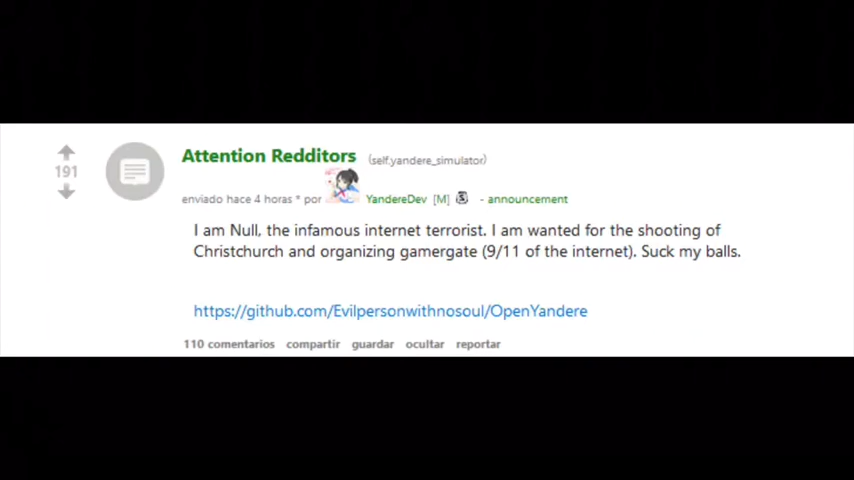 Attention Redditors (self.yandere_simulator)
191
enviado hace 4 horas * por YandereDev [M] - announcement
I am Null, the infamous internet terrorist. I am wanted for the shooting of
Christchurch and organizing gamergate (9/11 of the internet). Suck my balls.
https://github.com/Evilpersonwithnosoul/OpenYandere
110 comentarios compartir guardar ocultar reportar